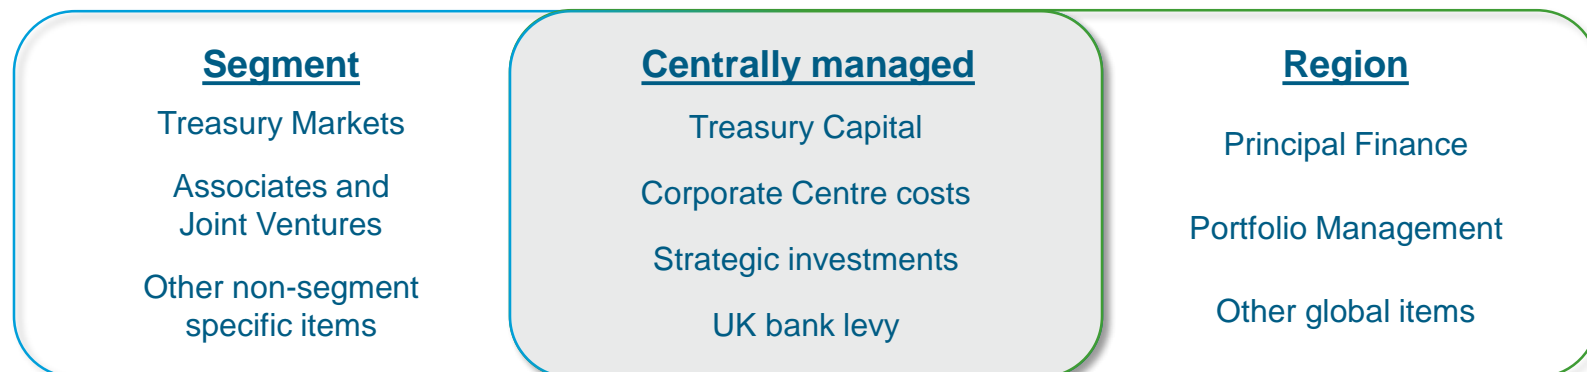 Segment
Treasury Markets
Associates and
Joint Ventures
Other non-segment
specific items
Centrally managed
Treasury Capital
Corporate Centre costs
Strategic investments
UK bank levy
Region
Principal Finance
Portfolio Management
Other global items